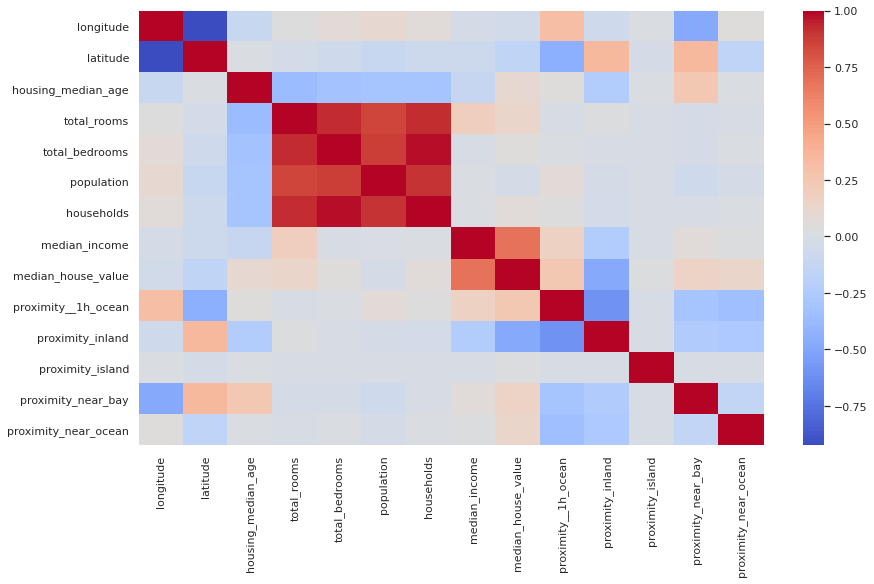 longitude
latitude
housing_median_age
total_rooms
total_bedrooms
population
households
median_income
median_house_value
proximity__1h_ocean
proximity_inland
proximity_island
proximity_near_bay
proximity_near_ocean
longitude
latitude
housing_median_age
total_rooms
total_bedrooms
population
households
median_income
median_house_value
proximity__1h_ocean
proximity_inland
proximity_island
proximity_near_bay
proximity_near_ocean
1.00
0.75
0.50
0.25
0.00
−0.25
−0.50
−0.75